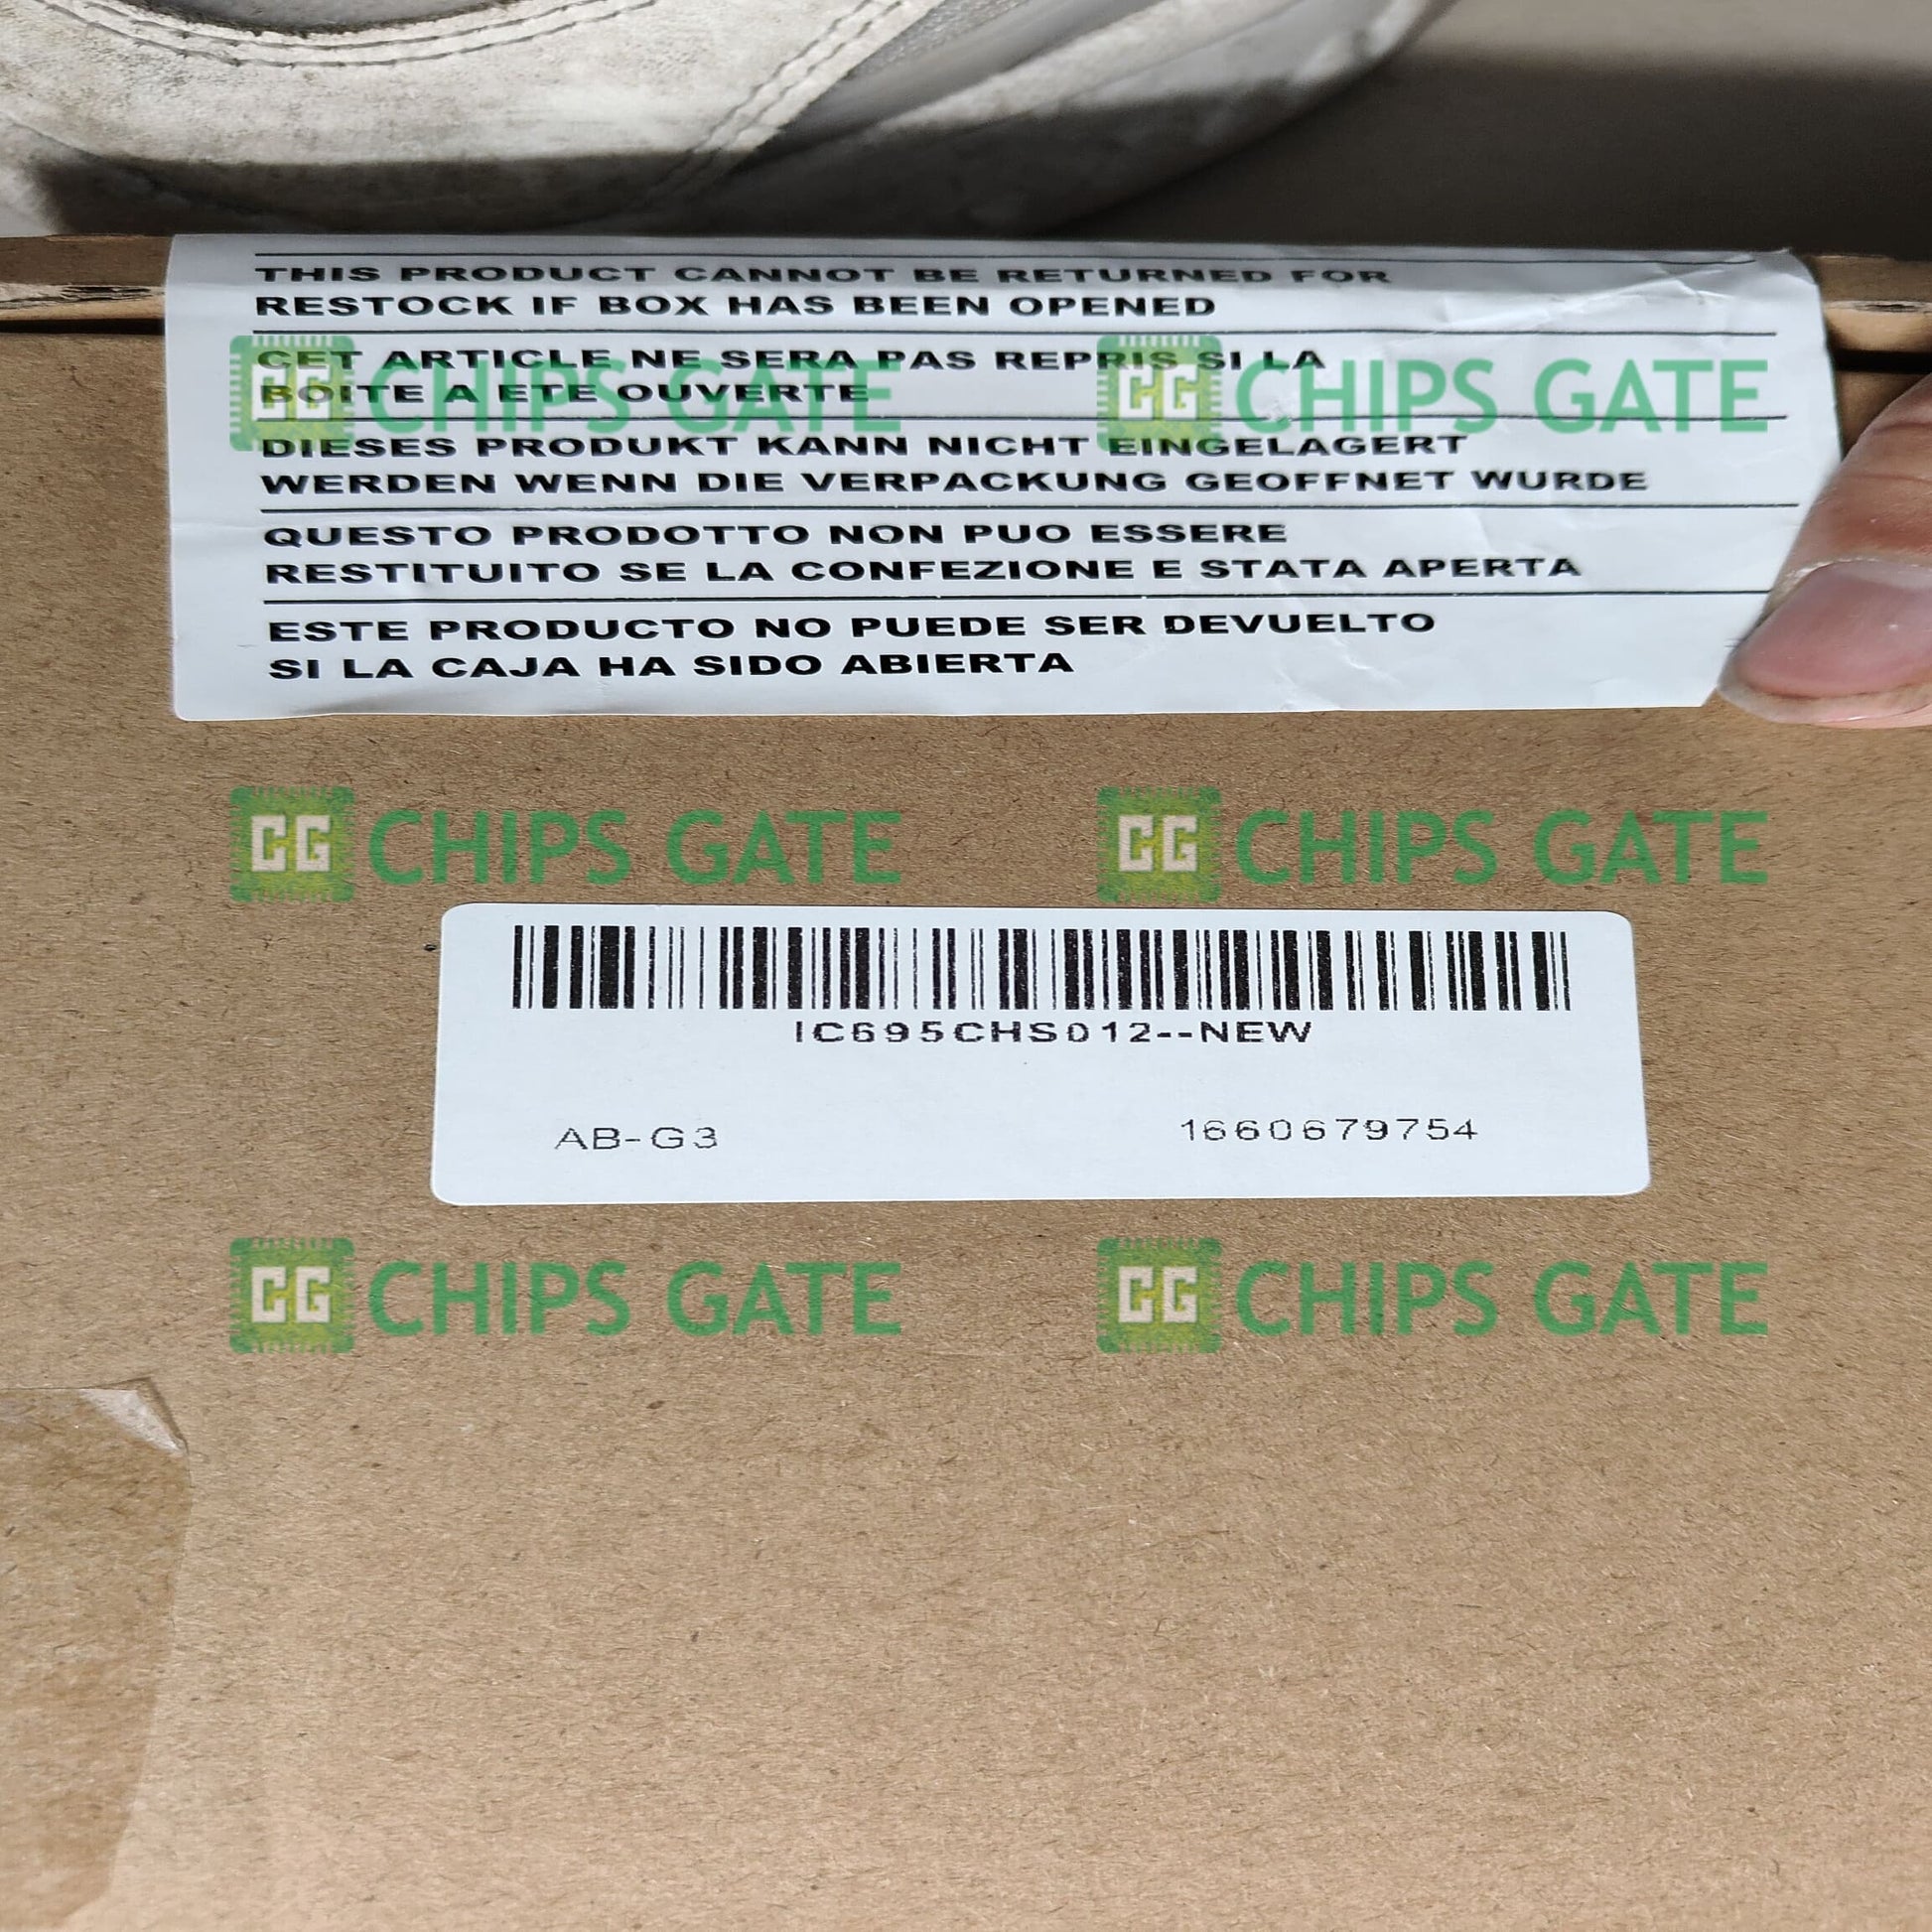 THIS PRODUCT CANNOT BE RETURNED FOR
RESTOCK IF BOX HAS BEEN OPENED
CET ARTICLE NE SERA PAS REPRIS SI LA
BOITE A ETE OUVERTE
CG CHIPS GATE
CG CHIPS GATE
DIESES PRODUKT KANN NICHT EINGELAGERT
WERDEN WENN DIE VERPACKUNG GEOFFNET WURDE
QUESTO PRODOTTO NON PUO ESSERE
RESTITUITO SE LA CONFEZIONE E STATA APERTA
ESTE PRODUCTO NO PUEDE SER DEVUELTO
SI LA CAJA HA SIDO ABIERTA
CG CHIPS GATE
CG CHIPS GATE
IC695CHS012--NEW
AB-G3
1660679754
CG CHIPS GATE
CG CHIPS GATE